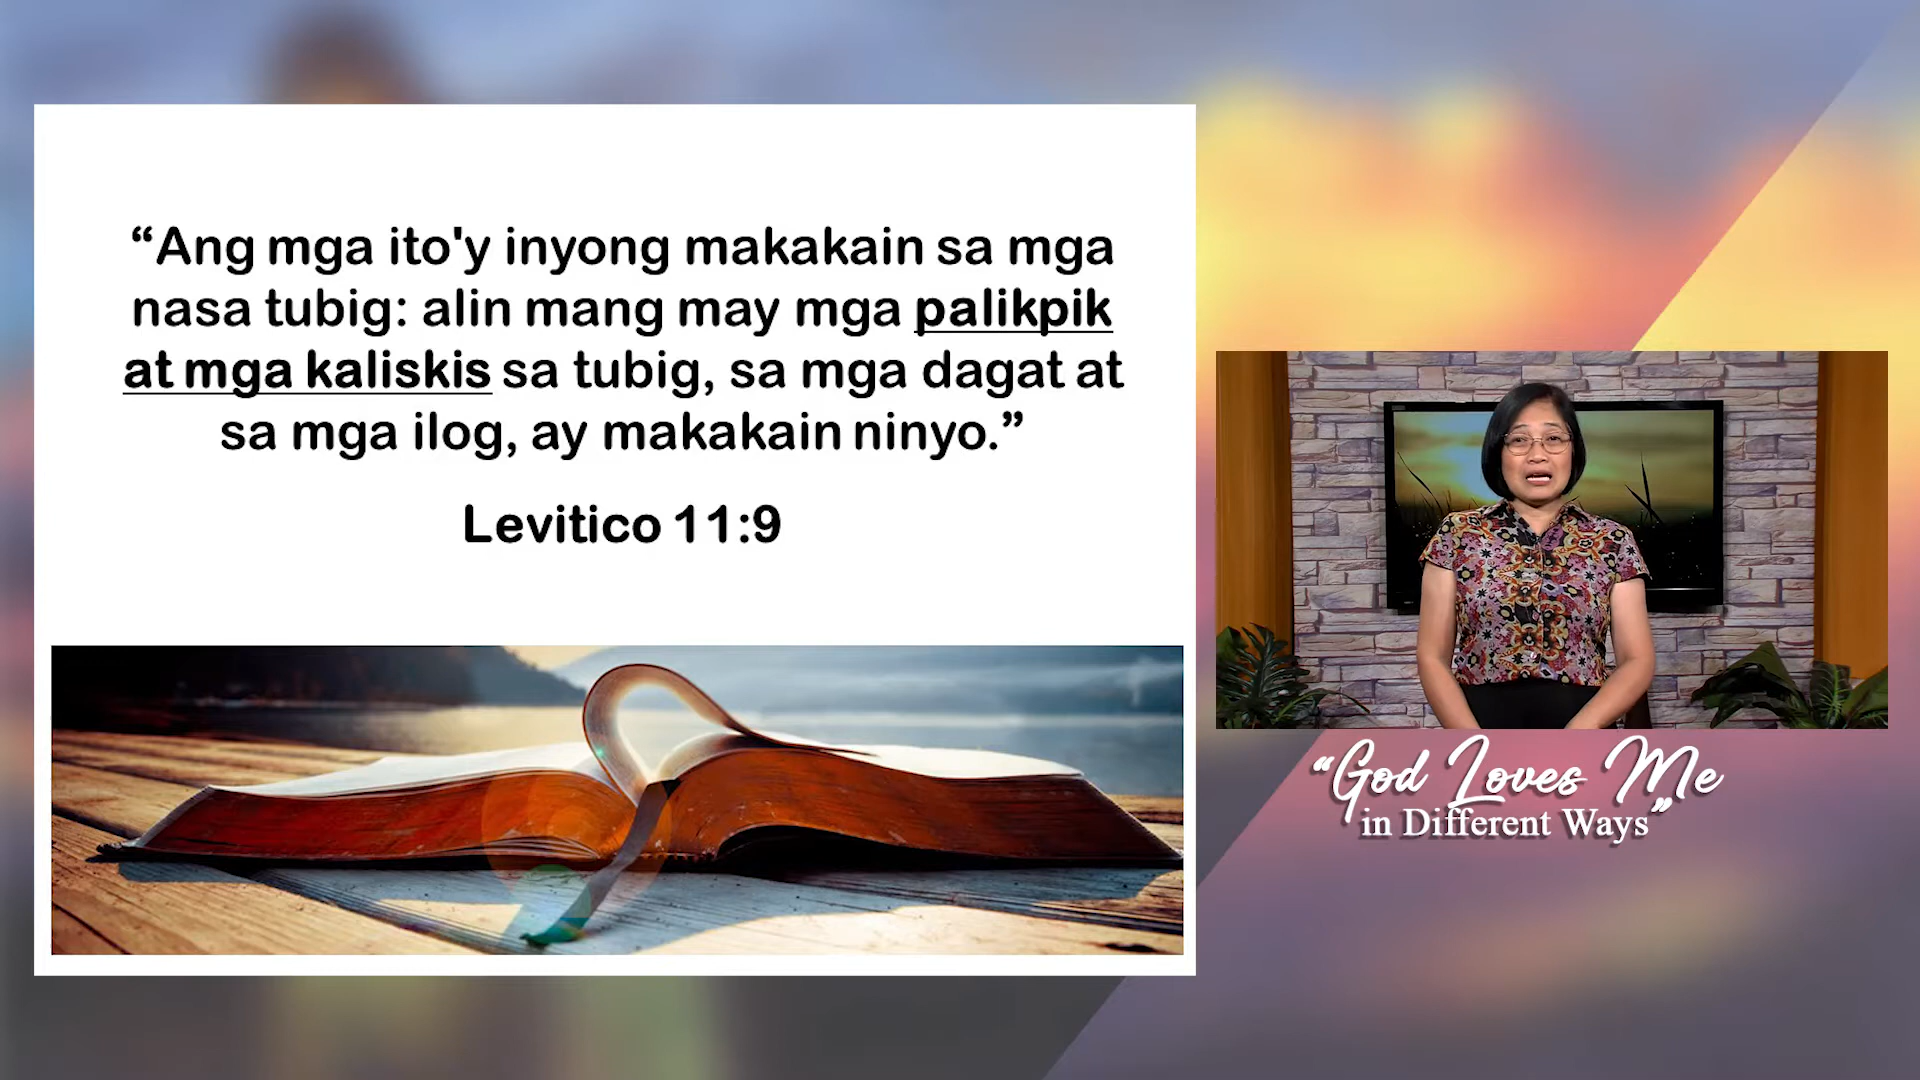 “Ang mga ito'y inyong makakain sa mga
nasa tubig: alin mang may mga palikpik
at mga kaliskis sa tubig, sa mga dagat at
sa mga ilog, ay makakain ninyo.”
Levitico 11:9
“God Loves Me
in Different Ways”